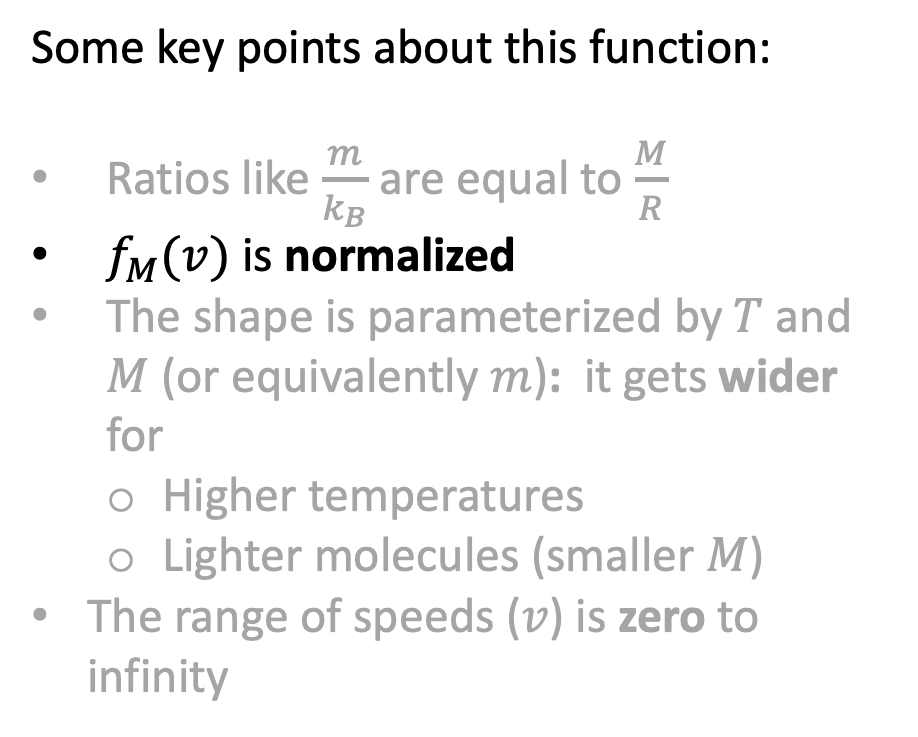 Some key points about this function:
• Ratios like m/k_B are equal to M/R
• f_M(v) is normalized
• The shape is parameterized by T and
M (or equivalently m): it gets wider
for
o Higher temperatures
o Lighter molecules (smaller M)
• The range of speeds (v) is zero to
infinity